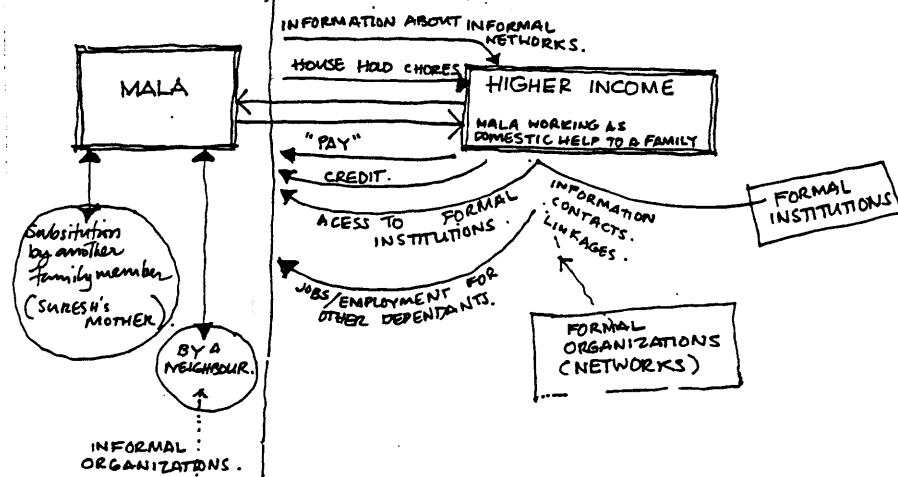 INFORMATION ABOUT INFORMAL
NETWORKS.
HOUSE HOLD CHORES
MALA
HIGHER INCOME
MALA WORKING AS
DOMESTIC HELP TO A FAMILY
"PAY"
CREDIT.
ACESS TO FORMAL
INSTITUTIONS.
INFORMATION
CONTACTS.
LINKAGES.
FORMAL
INSTITUTIONS
Subsitution
by another
family member
(SURESH'S
MOTHER).
JOBS/EMPLOYMENT FOR
OTHER DEPENDANTS.
FORMAL
ORGANIZATIONS
(NETWORKS)
BY A
NEIGHBOUR.
INFORMAL
ORGANIZATIONS.